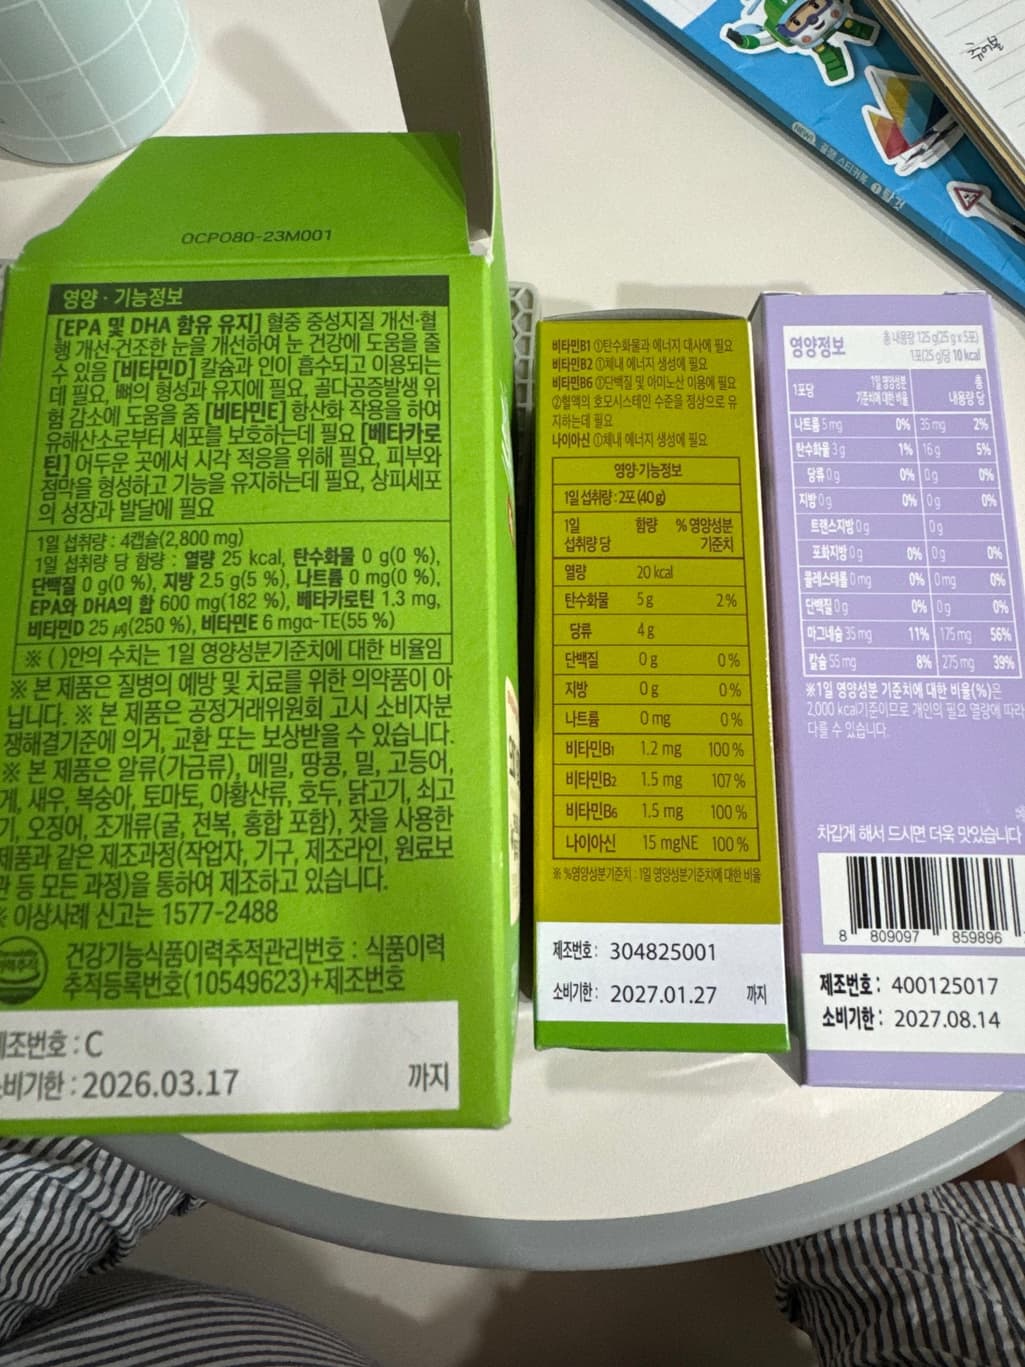 OCPO80-23M001
영양 · 기능정보
[EPA 및 DHA 함유 유지] 혈중 중성지질 개선·혈
행 개선·건조한 눈을 개선하여 눈 건강에 도움을 줄
수 있음 [비타민D] 칼슘과 인이 흡수되고 이용되는
데 필요, 뼈의 형성과 유지에 필요, 골다공증발생 위
험 감소에 도움을 줌 [비타민E] 항산화 작용을 하여
유해산소로부터 세포를 보호하는데 필요 [베타카로
틴] 어두운 곳에서 시각 적응을 위해 필요, 피부와
점막을 형성하고 기능을 유지하는데 필요, 상피세포
의 성장과 발달에 필요
1일 섭취량 : 4캡슐(2,800 mg)
1일 섭취량 당 함량 : 열량 25 kcal, 탄수화물 0 g(0 %),
단백질 0 g(0 %), 지방 2.5 g(5 %), 나트륨 0 mg(0 %),
EPA와 DHA의 합 600 mg(182 %), 베타카로틴 1.3 mg,
비타민D 25 ㎍(250 %), 비타민E 6 mgα-TE(55 %)
※ ( )안의 수치는 1일 영양성분기준치에 대한 비율임
※ 본 제품은 질병의 예방 및 치료를 위한 의약품이 아
닙니다. ※ 본 제품은 공정거래위원회 고시 소비자분
쟁해결기준에 의거, 교환 또는 보상받을 수 있습니다.
※ 본 제품은 알류(가금류), 메밀, 땅콩, 밀, 고등어,
게, 새우, 복숭아, 토마토, 아황산류, 호두, 닭고기, 쇠고
기, 오징어, 조개류(굴, 전복, 홍합 포함), 잣을 사용한
제품과 같은 제조과정(작업자, 기구, 제조라인, 원료보
관 등 모든 과정)을 통하여 제조하고 있습니다.
※ 이상사례 신고는 1577-2488
건강기능식품이력추적관리번호 : 식품이력
추적등록번호(10549623)+제조번호
제조번호 : C
소비기한 : 2026.03.17 까지
비타민B1 ①탄수화물과 에너지 대사에 필요
비타민B2 ①체내 에너지 생성에 필요
비타민B6 ①단백질 및 아미노산 이용에 필요
②혈액의 호모시스테인 수준을 정상으로 유
지하는데 필요
나이아신 ①체내 에너지 생성에 필요
영양·기능정보
1일 섭취량 : 2포 (40 g)
1일 섭취량 당 함량 % 영양성분 기준치
열량 20 kcal
탄수화물 5 g 2 %
당류 4 g
단백질 0 g 0 %
지방 0 g 0 %
나트륨 0 mg 0 %
비타민B1 1.2 mg 100 %
비타민B2 1.5 mg 107 %
비타민B6 1.5 mg 100 %
나이아신 15 mgNE 100 %
※ %영양성분기준치 : 1일 영양성분기준치에 대한 비율
제조번호: 304825001
소비기한: 2027.01.27 까지
영양정보
총 내용량 125 g(25 g x 5포)
1포(25 g)당 10 kcal
1포당 1일 영양성분 기준치에 대한 비율 총 내용량 당
나트륨 5 mg 0% 35 mg 2%
탄수화물 3 g 1% 16 g 5%
당류 0 g 0% 0 g 0%
지방 0 g 0% 0 g 0%
트랜스지방 0 g 0 g
포화지방 0 g 0% 0 g 0%
콜레스테롤 0 mg 0% 0 mg 0%
단백질 0 g 0% 0 g 0%
마그네슘 35 mg 11% 175 mg 56%
칼슘 55 mg 8% 275 mg 39%
※1일 영양성분 기준치에 대한 비율(%)은
2,000 kcal기준이므로 개인의 필요 열량에 따라
다를 수 있습니다.
차갑게 해서 드시면 더욱 맛있습니다
8 809097 859896
제조번호: 400125017
소비기한: 2027.08.14